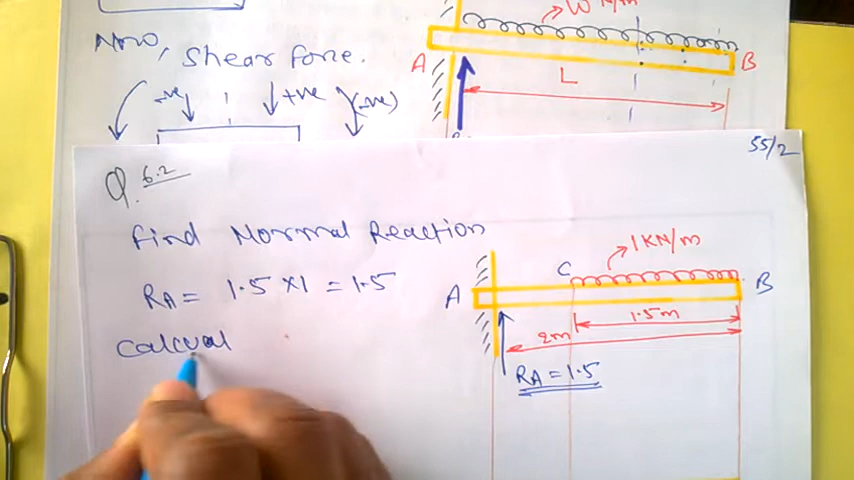 Now, Shear force.
-ve
+ve
(-ve)
W N/m
A
B
L
55/2
Q. 6.2
find Normal Reaction
RA = 1.5 × 1 = 1.5
Calcual
1 KN/m
C
A
B
1.5m
2m
RA = 1.5